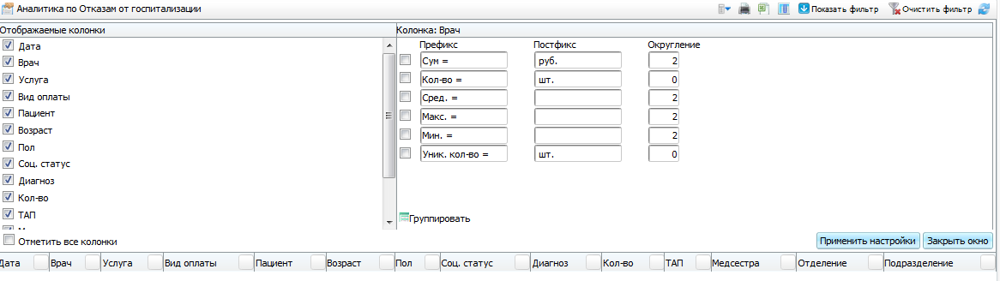 Аналитика по Отказам от госпитализации
Показать фильтр
Очистить фильтр
Отображаемые колонки
Дата
Врач
Услуга
Вид оплаты
Пациент
Возраст
Пол
Соц. статус
Диагноз
Кол-во
ТАП
Отметить все колонки
Колонка: Врач
Префикс Постфикс Округление
Сум = руб. 2
Кол-во = шт. 0
Сред. = 2
Макс. = 2
Мин. = 2
Уник. кол-во = шт. 0
Группировать
Применить настройки Закрыть окно
Дата Врач Услуга Вид оплаты Пациент Возраст Пол Соц. статус Диагноз Кол-во ТАП Медсестра Отделение Подразделение